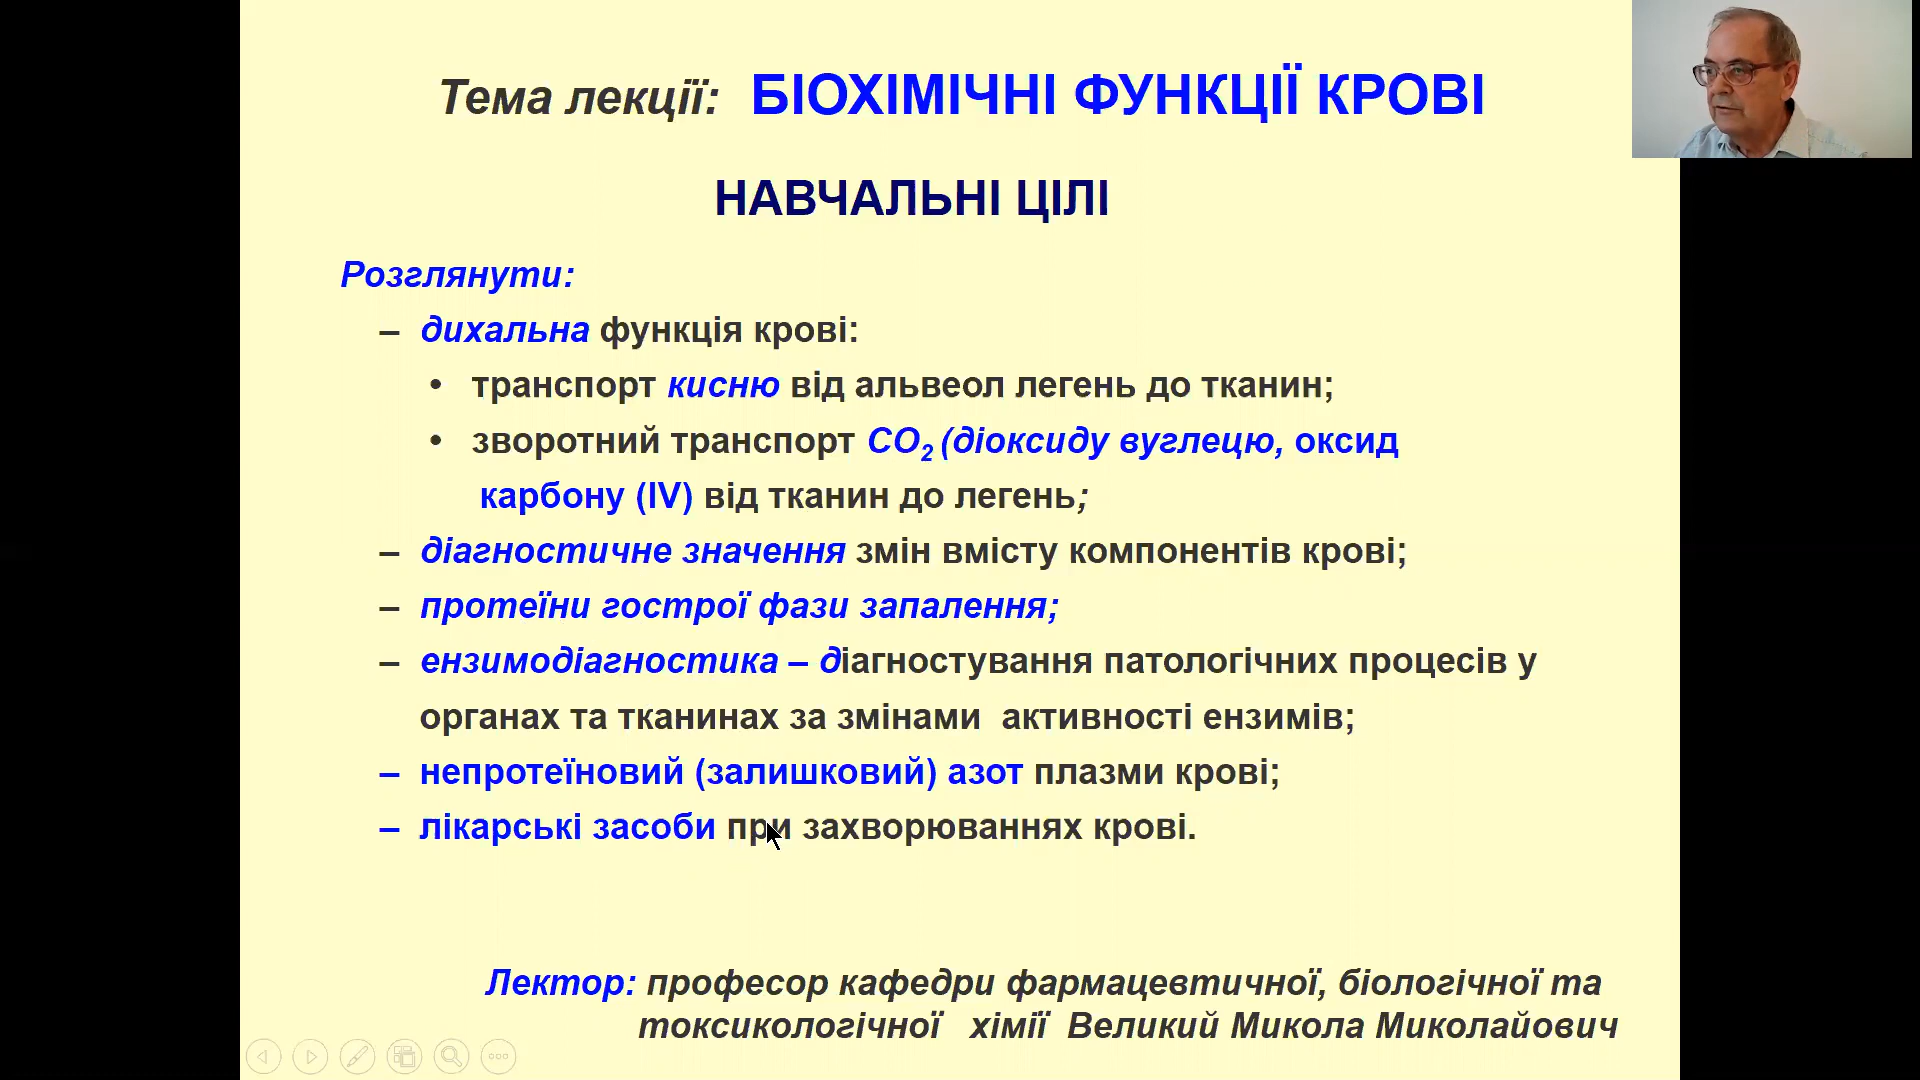 Тема лекції: БІОХІМІЧНІ ФУНКЦІЇ КРОВІ
НАВЧАЛЬНІ ЦІЛІ
Розглянути:
– дихальна функція крові:
• транспорт кисню від альвеол легень до тканин;
• зворотний транспорт СО2 (діоксиду вуглецю, оксид
карбону (IV) від тканин до легень;
– діагностичне значення змін вмісту компонентів крові;
– протеїни гострої фази запалення;
– ензимодіагностика – діагностування патологічних процесів у
органах та тканинах за змінами активності ензимів;
– непротеїновий (залишковий) азот плазми крові;
– лікарські засоби при захворюваннях крові.
Лектор: професор кафедри фармацевтичної, біологічної та
токсикологічної хімії Великий Микола Миколайович